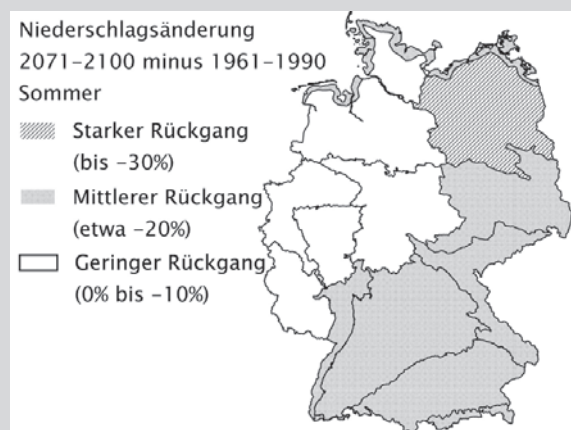 Niederschlagsänderung
2071–2100 minus 1961–1990
Sommer
Starker Rückgang
(bis –30%)
Mittlerer Rückgang
(etwa –20%)
Geringer Rückgang
(0% bis –10%)